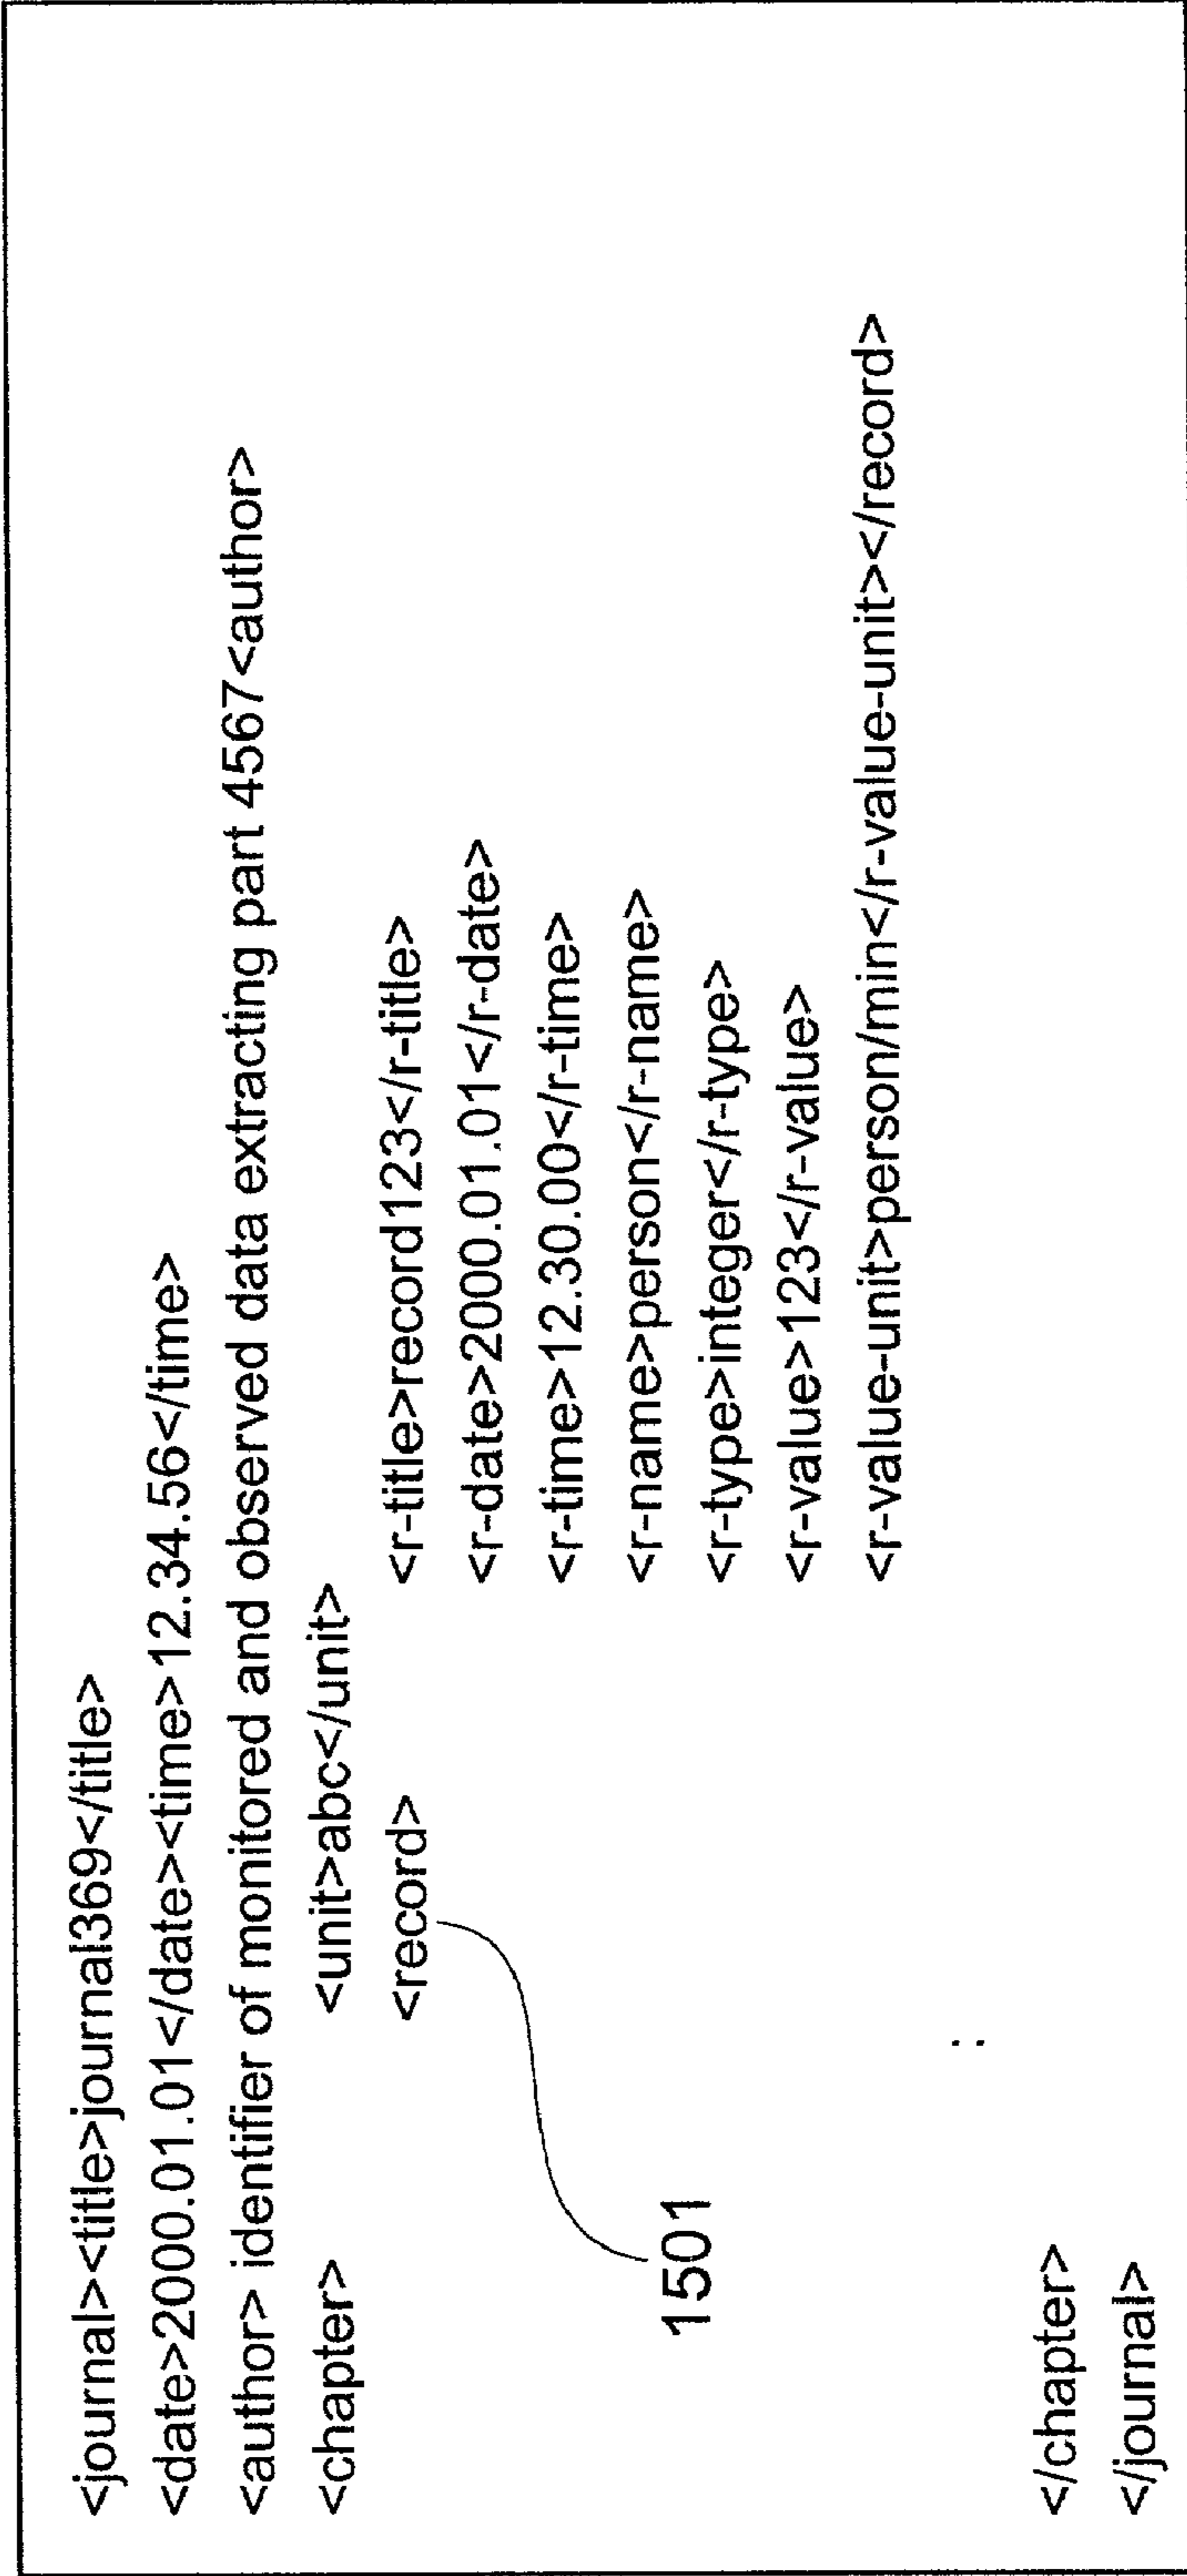 <journal><title>journal369</title>
<date>2000.01.01</date><time>12.34.56</time>
<author> identifier of monitored and observed data extracting part 4567<author>
<chapter> <unit>abc</unit>
<record> <r-title>record123</r-title>
<r-date>2000.01.01</r-date>
<r-time>12.30.00</r-time>
<r-name>person</r-name>
1501 <r-type>integer</r-type>
<r-value>123</r-value>
<r-value-unit>person/min</r-value-unit></record>
:
</chapter>
</journal>